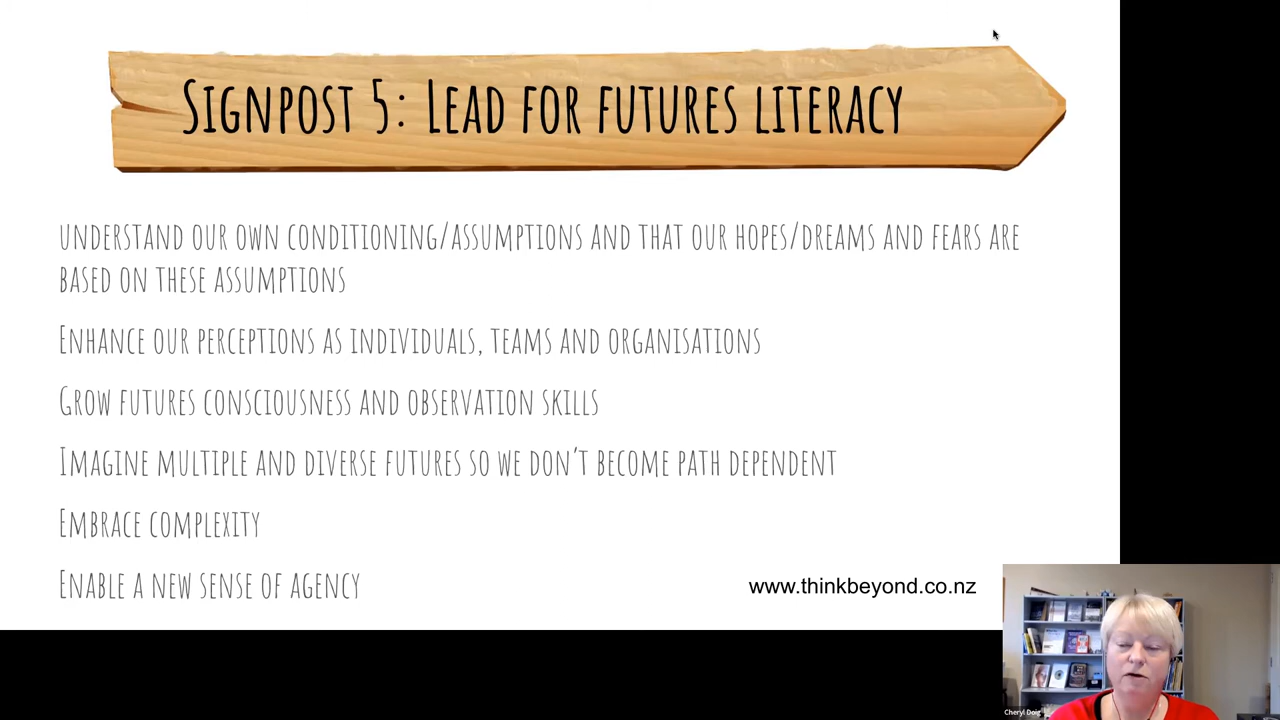 Signpost 5: Lead for futures literacy
understand our own conditioning/assumptions and that our hopes/dreams and fears are
based on these assumptions
Enhance our perceptions as individuals, teams and organisations
Grow futures consciousness and observation skills
Imagine multiple and diverse futures so we don't become path dependent
Embrace complexity
Enable a new sense of agency
www.thinkbeyond.co.nz
Cheryl Doig